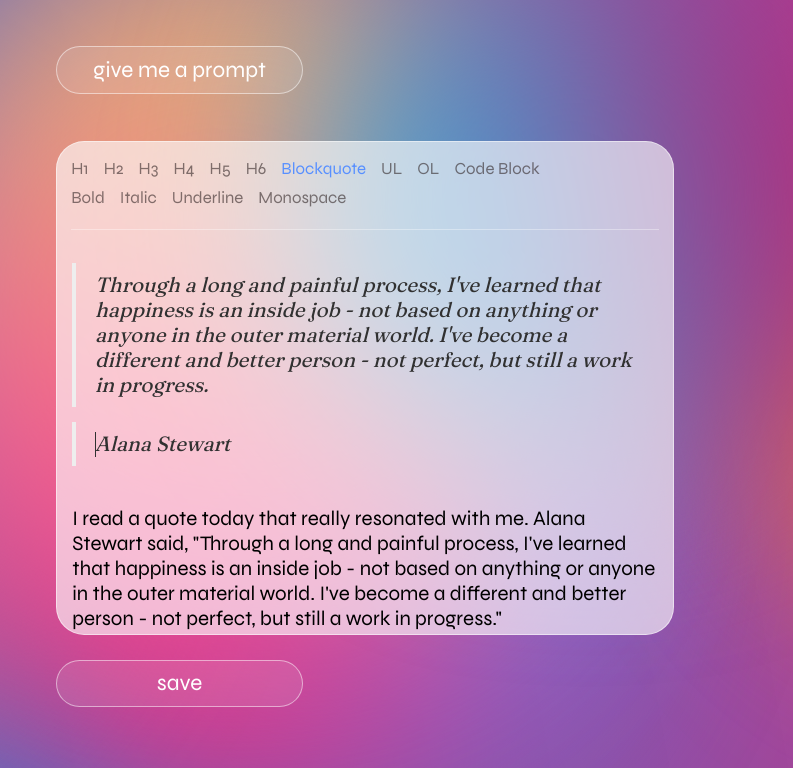 give me a prompt
H1 H2 H3 H4 H5 H6 Blockquote UL OL Code Block
Bold Italic Underline Monospace
Through a long and painful process, I've learned that
happiness is an inside job - not based on anything or
anyone in the outer material world. I've become a
different and better person - not perfect, but still a work
in progress.
Alana Stewart
I read a quote today that really resonated with me. Alana
Stewart said, "Through a long and painful process, I've learned
that happiness is an inside job - not based on anything or anyone
in the outer material world. I've become a different and better
person - not perfect, but still a work in progress."
save